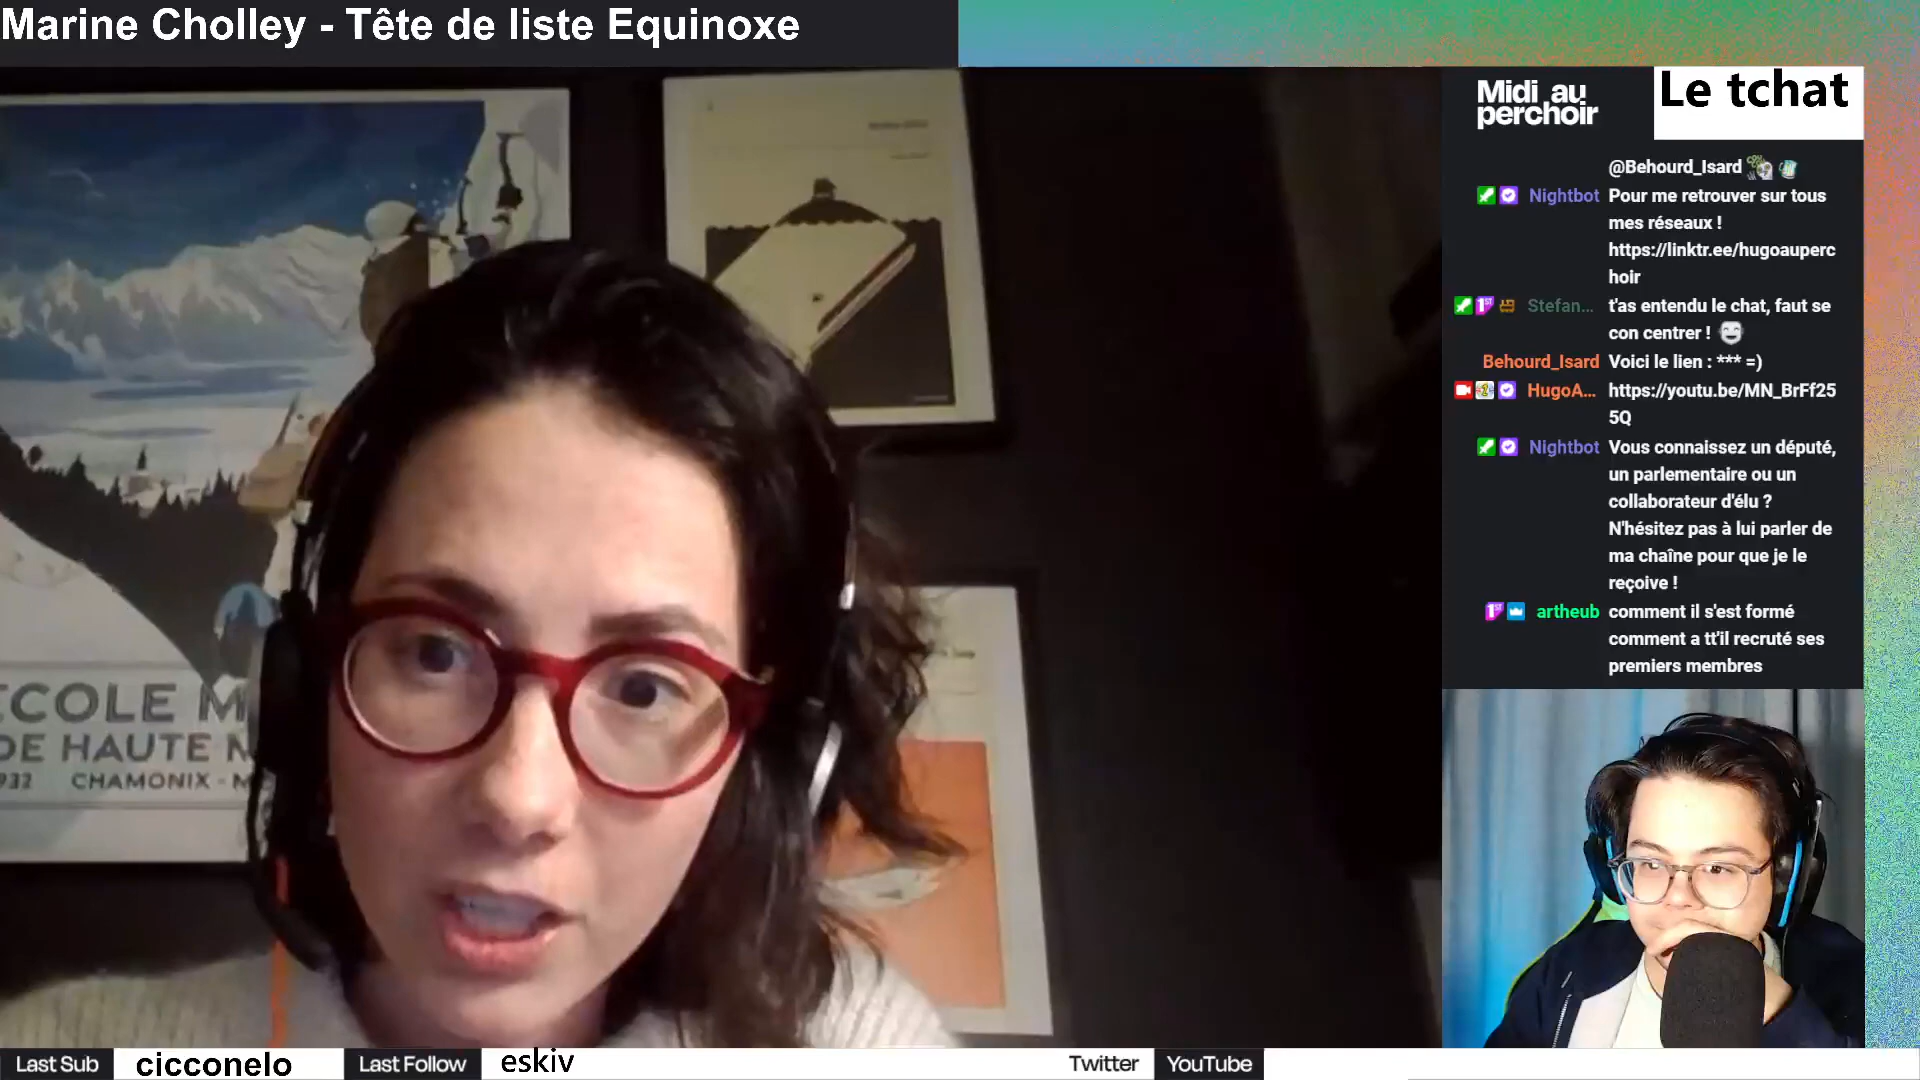 Marine Cholley - Tête de liste Equinoxe
Midi au
perchoir
Le tchat
@Behourd_Isard
Nightbot Pour me retrouver sur tous
mes réseaux !
https://linktr.ee/hugoauperc
hoir
Stefan... t'as entendu le chat, faut se
con centrer !
Behourd_Isard Voici le lien : *** =)
HugoA... https://youtu.be/MN_BrFf25
5Q
Nightbot Vous connaissez un député,
un parlementaire ou un
collaborateur d'élu ?
N'hésitez pas à lui parler de
ma chaîne pour que je le
reçoive !
artheub comment il s'est formé
comment a tt'il recruté ses
premiers membres
ECOLE M
DE HAUTE M
932 CHAMONIX - M
Last Sub cicconelo Last Follow eskiv Twitter YouTube